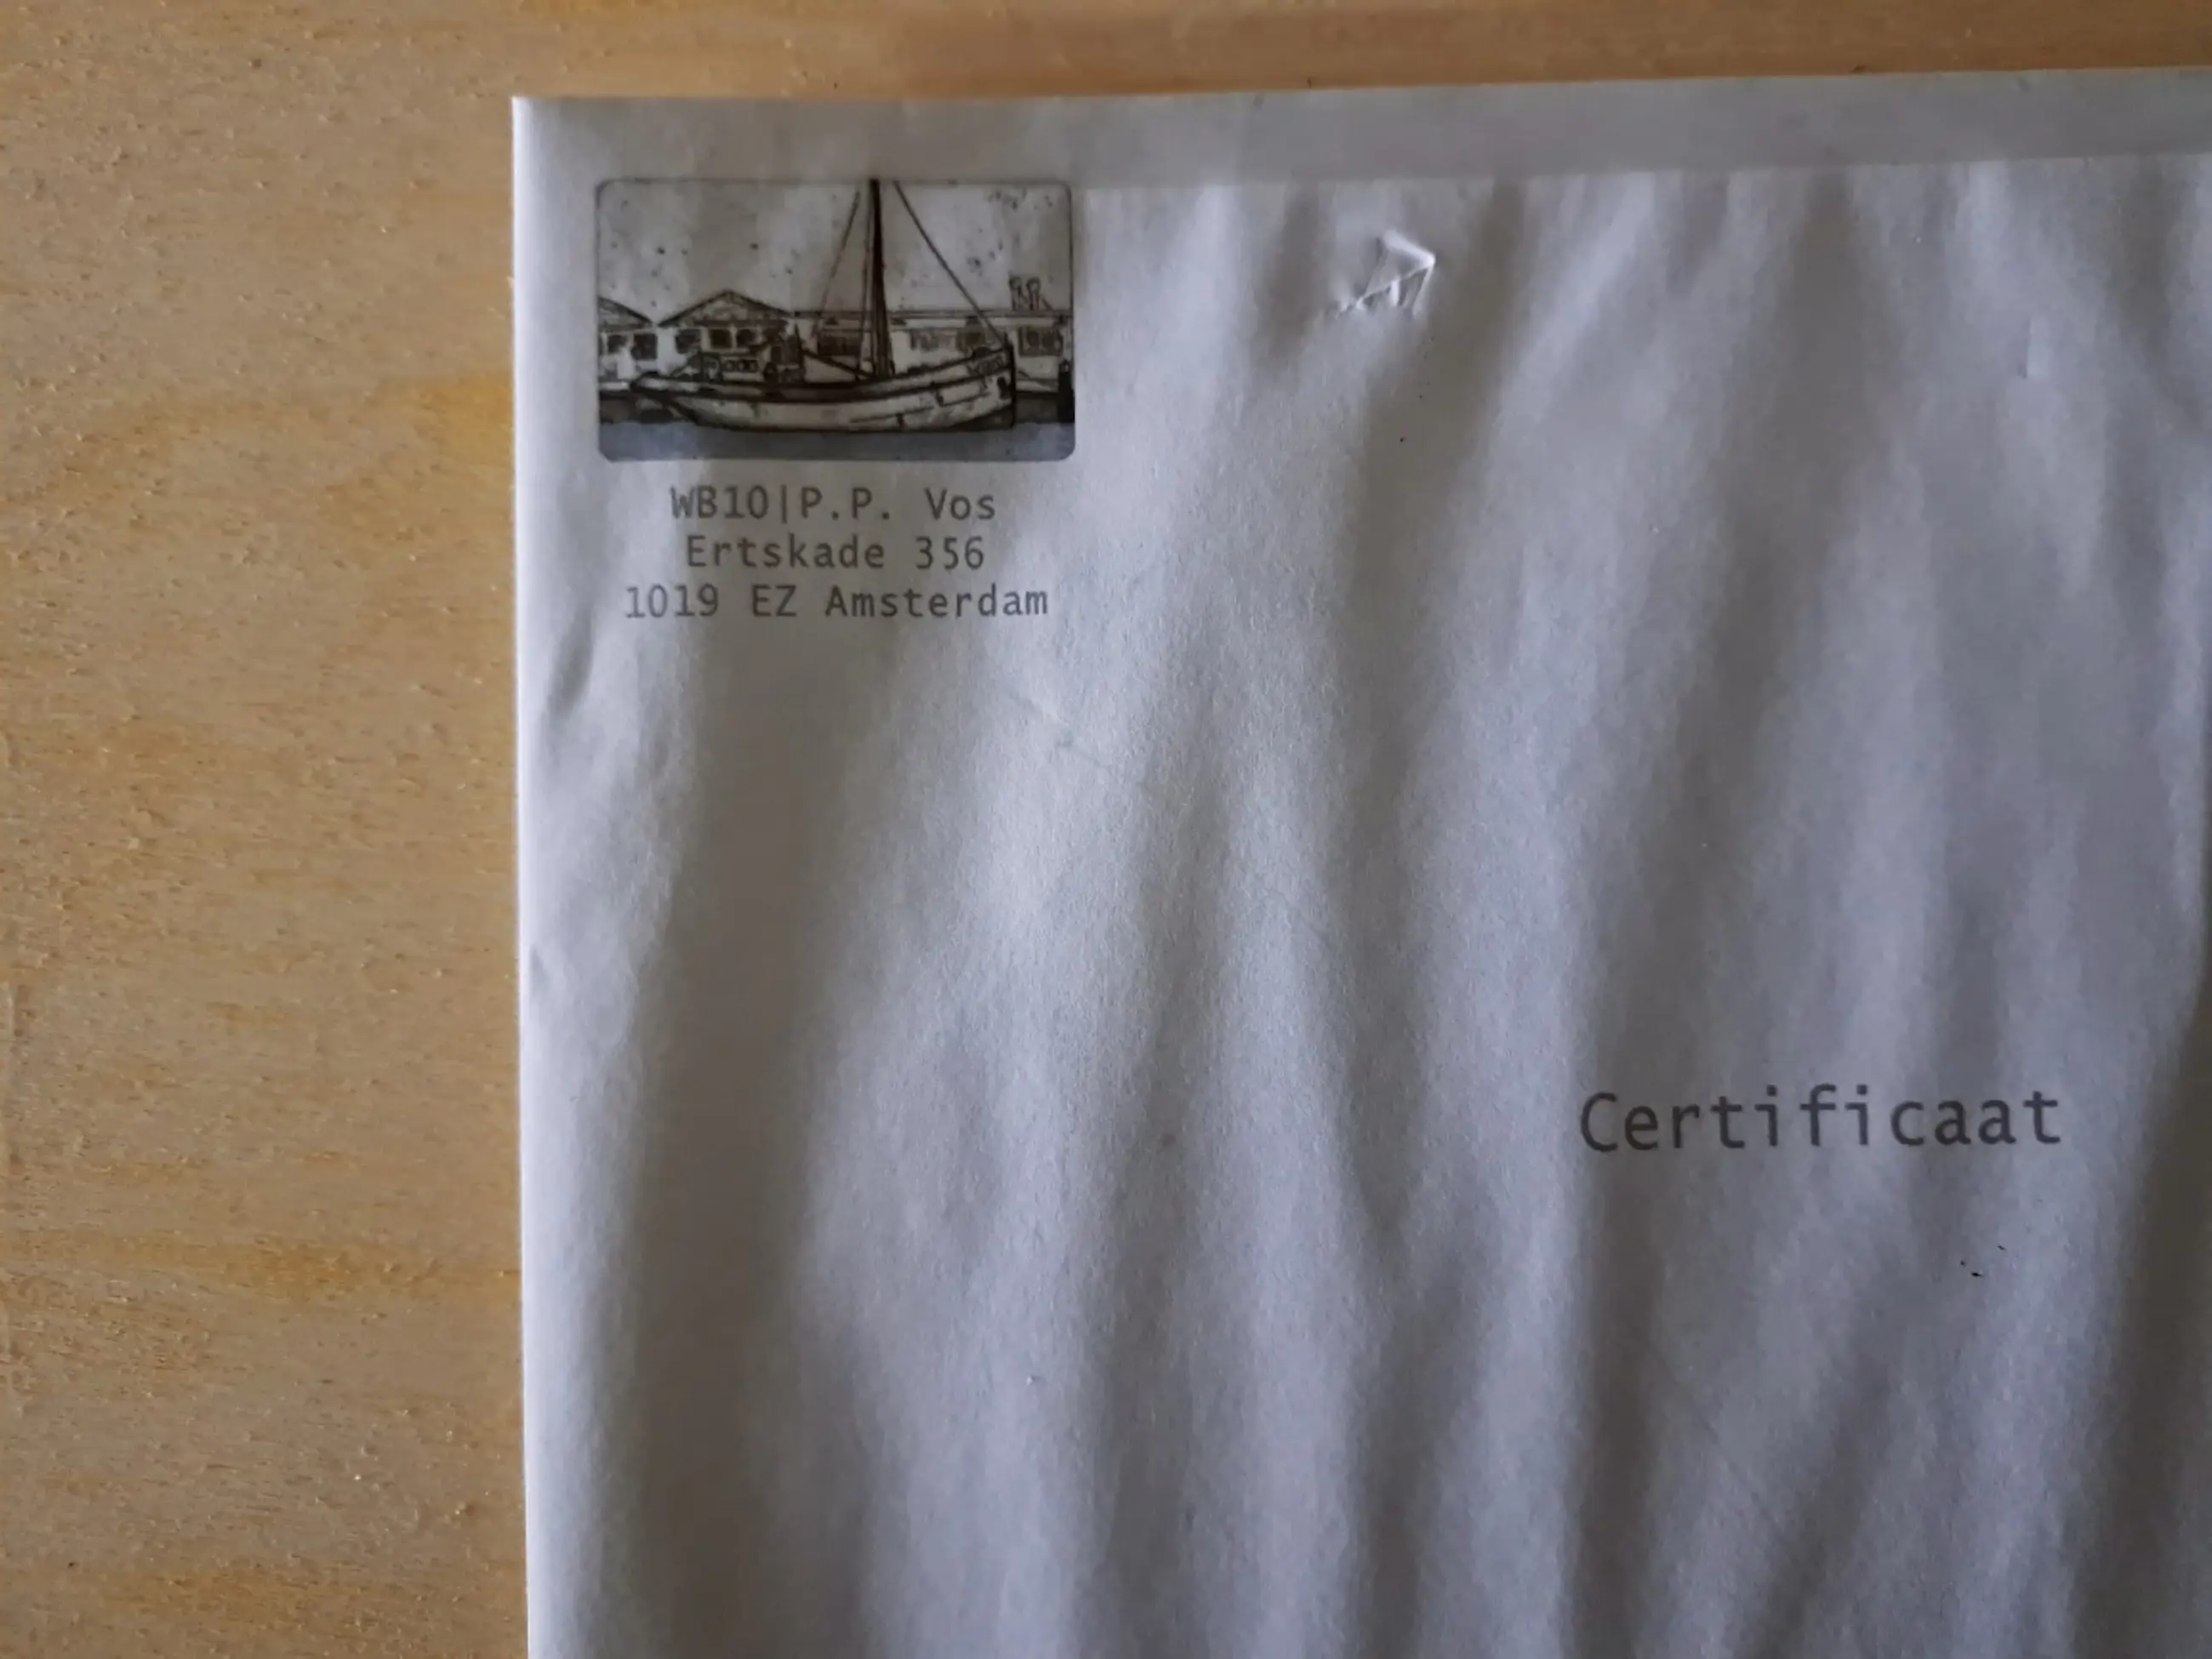 WB10|P.P. Vos
Ertskade 356
1019 EZ Amsterdam
Certificaat